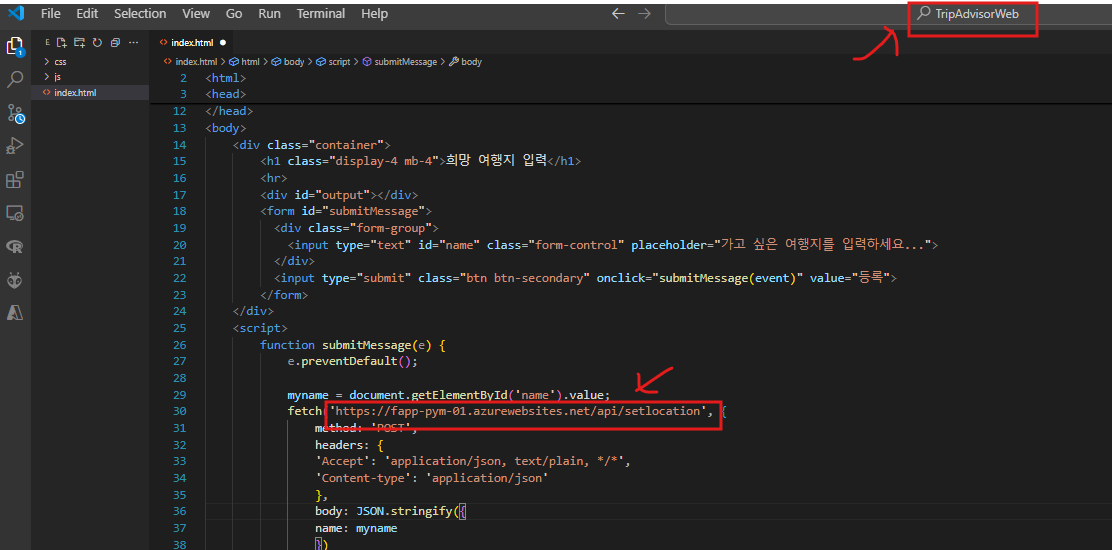 File Edit Selection View Go Run Terminal Help
TripAdvisorWeb
E
index.html
css
js
index.html
1
index.html > html > body > script > submitMessage > body
2 <html>
3 <head>
12 </head>
13 <body>
14 <div class="container">
15 <h1 class="display-4 mb-4">희망 여행지 입력</h1>
16 <hr>
17 <div id="output"></div>
18 <form id="submitMessage">
19 <div class="form-group">
20 <input type="text" id="name" class="form-control" placeholder="가고 싶은 여행지를 입력하세요...">
21 </div>
22 <input type="submit" class="btn btn-secondary" onclick="submitMessage(event)" value="등록">
23 </form>
24 </div>
25 <script>
26 function submitMessage(e) {
27 e.preventDefault();
28
29 myname = document.getElementById('name').value;
30 fetch('https://fapp-pym-01.azurewebsites.net/api/setlocation', {
31 method: 'POST',
32 headers: {
33 'Accept': 'application/json, text/plain, */*',
34 'Content-type': 'application/json'
35 },
36 body: JSON.stringify({
37 name: myname
38 })